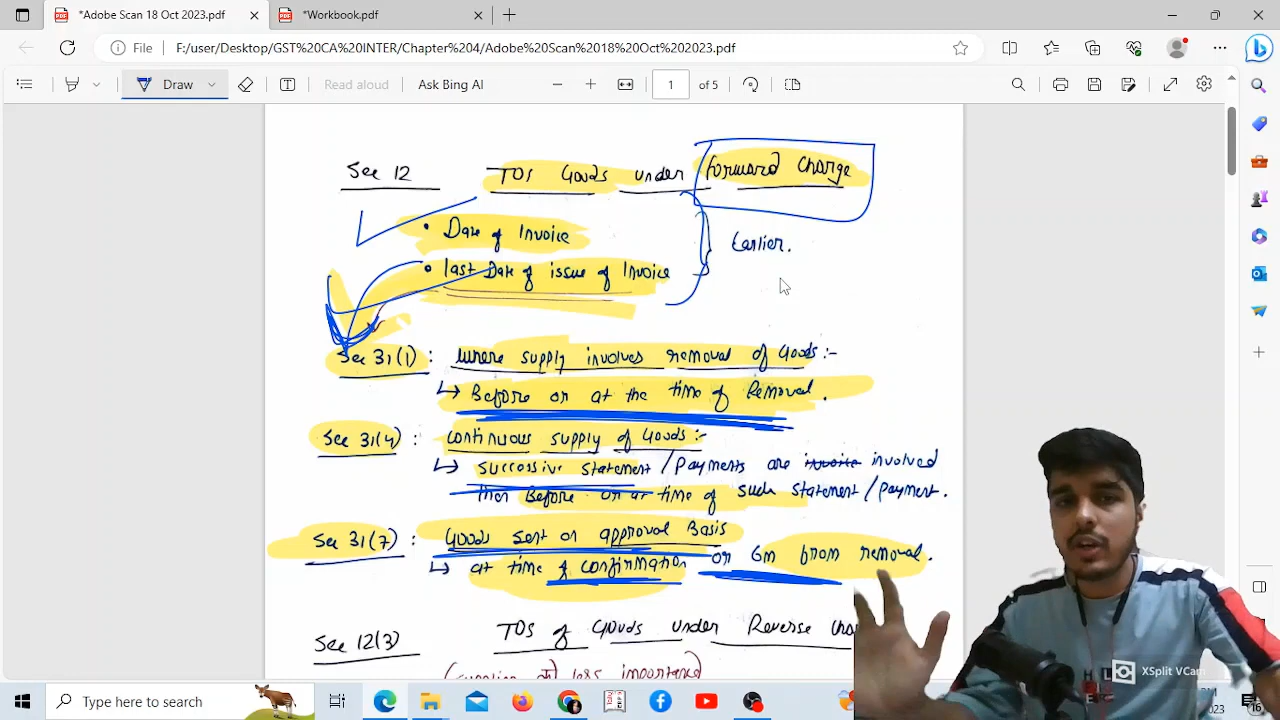 *Adobe Scan 18 Oct 2023.pdf
*Workbook.pdf
File F:/user/Desktop/GST%20CA%20INTER/Chapter%204/Adobe%20Scan%2018%20Oct%202023.pdf
Draw Read aloud Ask Bing AI 1 of 5
Sec 12 TOS Goods under forward charge
• Date of Invoice
Earlier.
• last Date of issue of Invoice
Sec 31(1) : Where supply involves removal of Goods:-
↳ Before or at the time of Removal.
Sec 31(4) : continuous supply of Goods:-
↳ successive statement / Payments are invoice involved
then Before or at time of such statement / Payment.
Sec 31(7) : Goods sent on approval Basis
↳ at time of confirmation or 6m from removal.
Sec 12(3) TOS of Goods under Reverse
less important
XSplit VCam
Type here to search